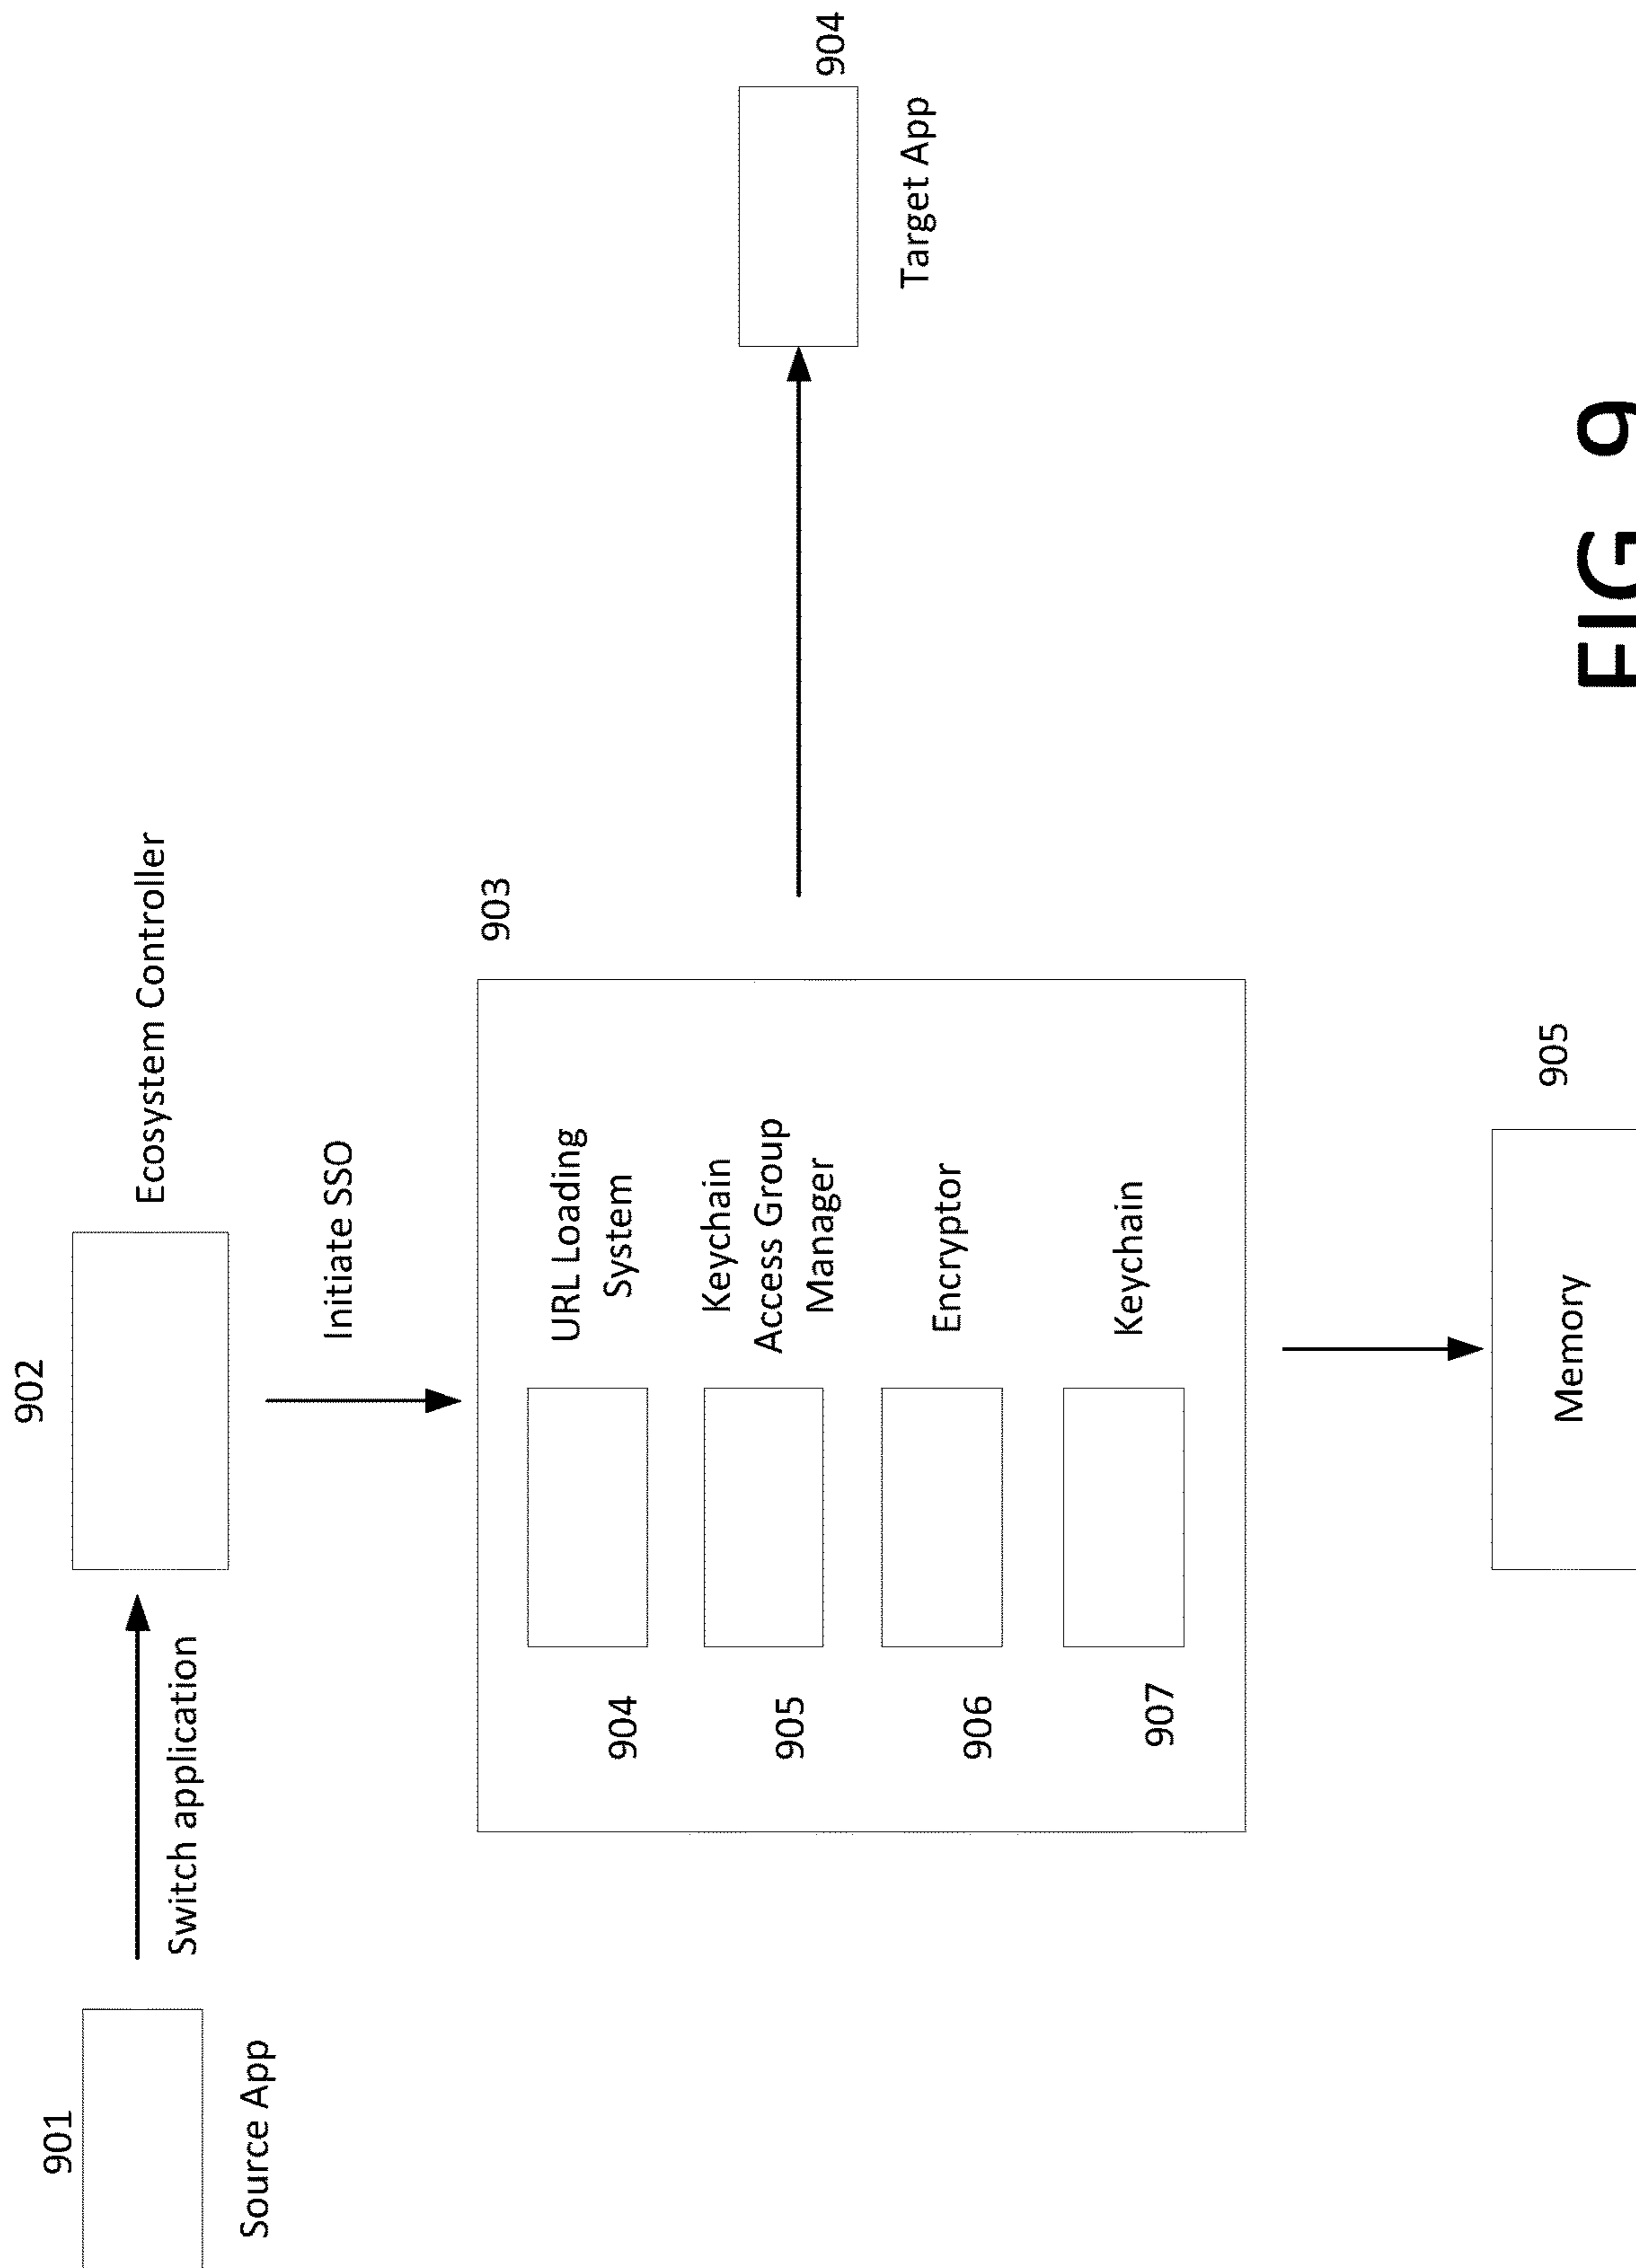 902
Ecosystem Controller
901
Switch application
Source App
Initiate SSO
903
904
URL Loading
System
905
Keychain
Access Group
Manager
906
Encryptor
907
Keychain
904
Target App
905
Memory
FIG 9